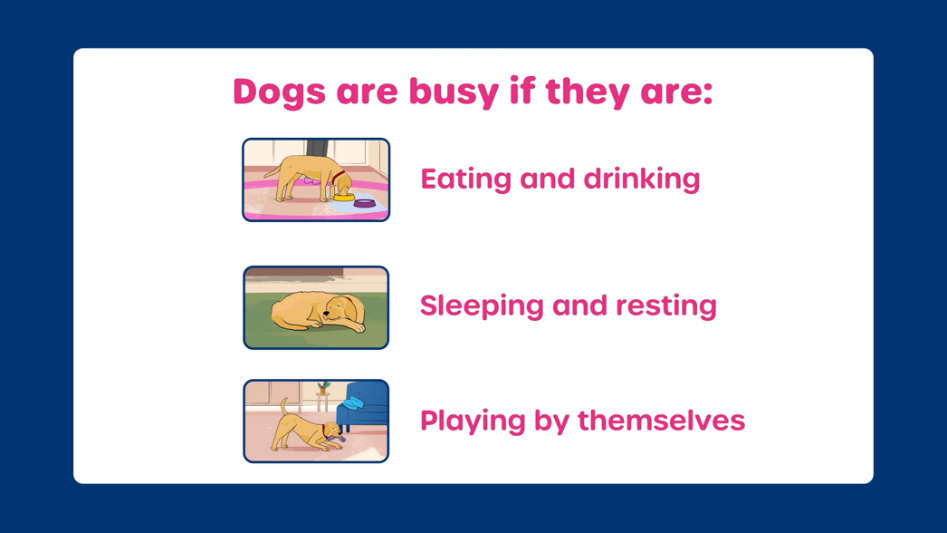 Dogs are busy if they are:
Eating and drinking
Sleeping and resting
Playing by themselves